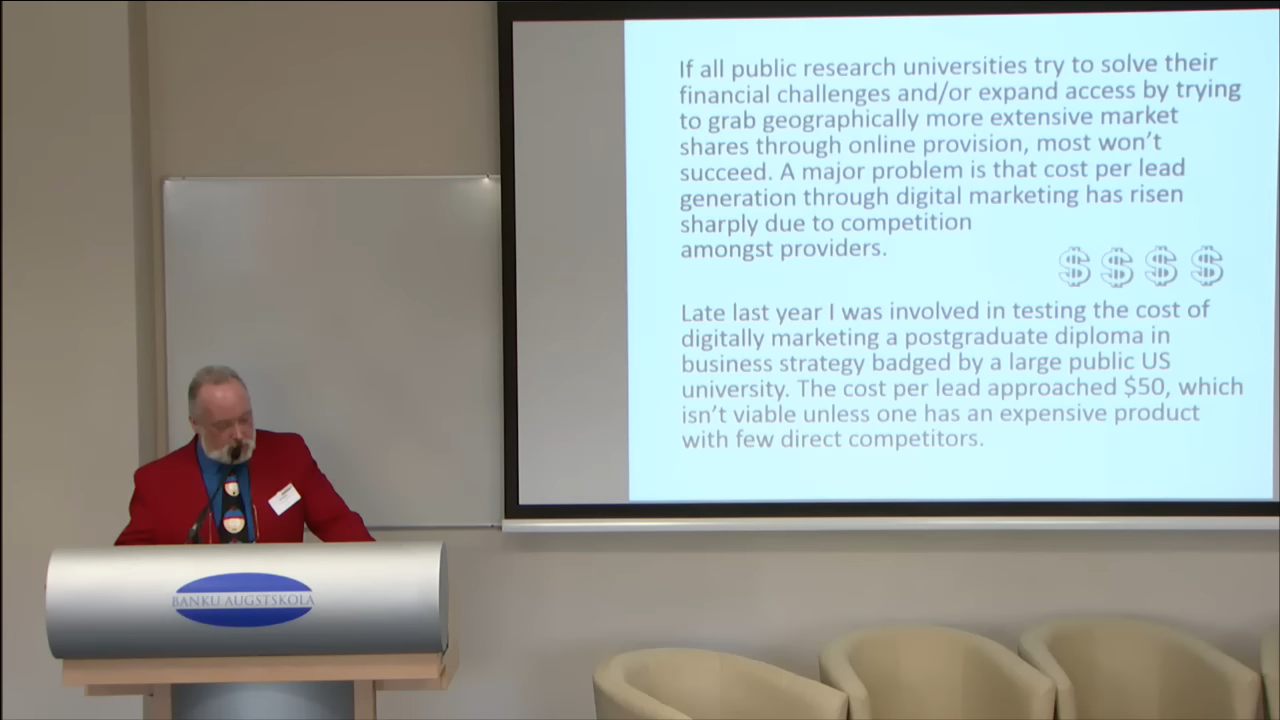 If all public research universities try to solve their
financial challenges and/or expand access by trying
to grab geographically more extensive market
shares through online provision, most won't
succeed. A major problem is that cost per lead
generation through digital marketing has risen
sharply due to competition
amongst providers.
$ $ $ $
Late last year I was involved in testing the cost of
digitally marketing a postgraduate diploma in
business strategy badged by a large public US
university. The cost per lead approached $50, which
isn't viable unless one has an expensive product
with few direct competitors.
BANKU AUGSTSKOLA